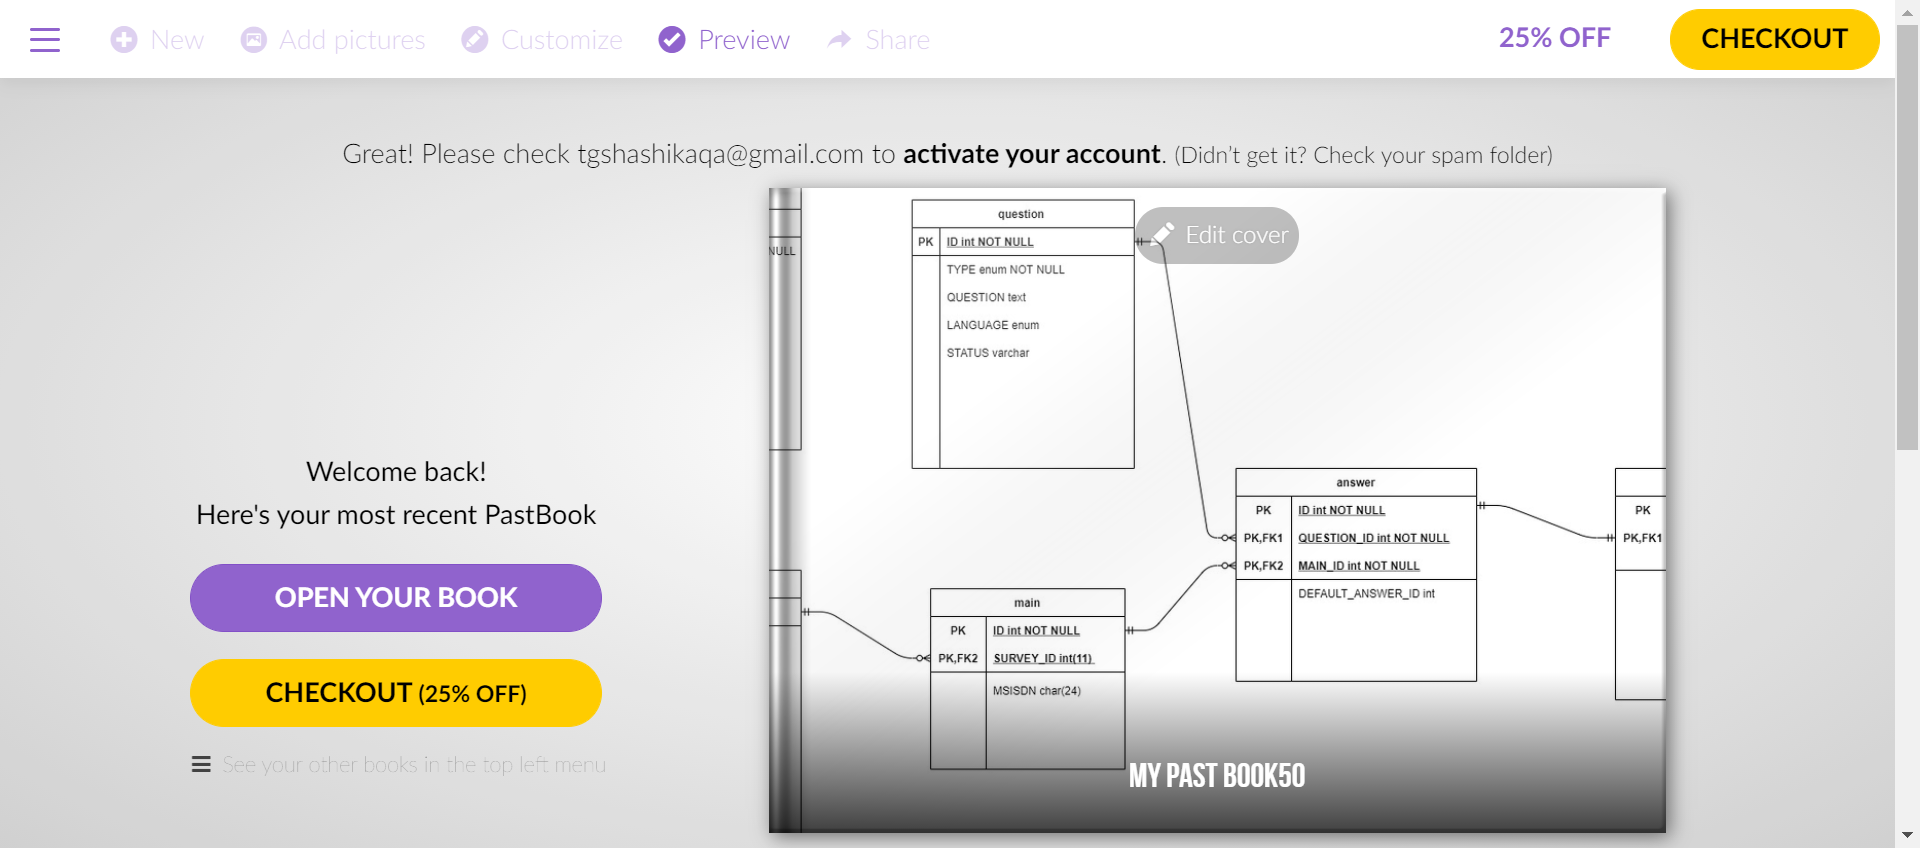 New Add pictures Customize Preview Share 25% OFF CHECKOUT
Great! Please check tgshashikaqa@gmail.com to activate your account. (Didn't get it? Check your spam folder)
Welcome back!
Here's your most recent PastBook
OPEN YOUR BOOK
CHECKOUT (25% OFF)
See your other books in the top left menu
Edit cover
NULL
question
PK ID int NOT NULL
TYPE enum NOT NULL
QUESTION text
LANGUAGE enum
STATUS varchar
answer
PK ID int NOT NULL
PK,FK1 QUESTION_ID int NOT NULL
PK,FK2 MAIN_ID int NOT NULL
DEFAULT_ANSWER_ID int
PK
PK,FK1
main
PK ID int NOT NULL
PK,FK2 SURVEY_ID int(11)
MSISDN char(24)
MY PAST BOOK50